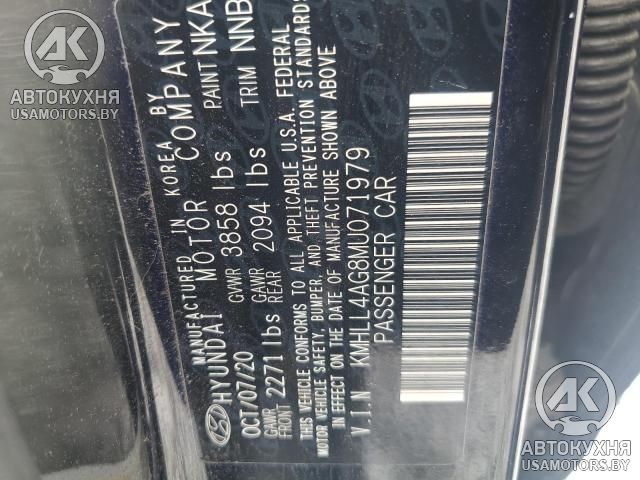 MANUFACTURED IN KOREA BY
HYUNDAI MOTOR COMPANY
OCT/07/20 GVWR 3858 lbs PAINT NKA
GAWR FRONT 2271 lbs GAWR REAR 2094 lbs TRIM NNB
THIS VEHICLE CONFORMS TO ALL APPLICABLE U.S.A. FEDERAL
MOTOR VEHICLE SAFETY, BUMPER, AND THEFT PREVENTION STANDARDS
IN EFFECT ON THE DATE OF MANUFACTURE SHOWN ABOVE
V.I.N KMHLL4AG8MU071979
PASSENGER CAR
АК
АВТОКУХНЯ
USAMOTORS.BY
АК
АВТОКУХНЯ
USAMOTORS.BY